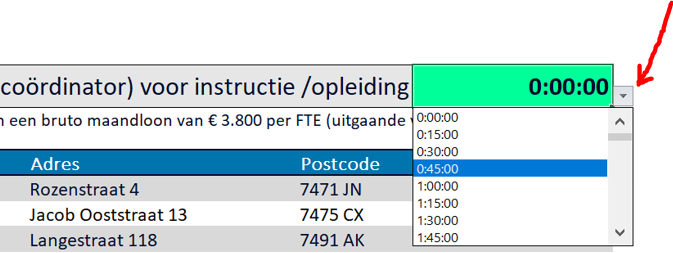 coördinator) voor instructie /opleiding 0:00:00
n een bruto maandloon van € 3.800 per FTE (uitgaande
0:00:00
0:15:00
0:30:00
Adres Postcode 0:45:00
Rozenstraat 4 7471 JN 1:00:00
1:15:00
Jacob Ooststraat 13 7475 CX 1:30:00
Langestraat 118 7491 AK 1:45:00